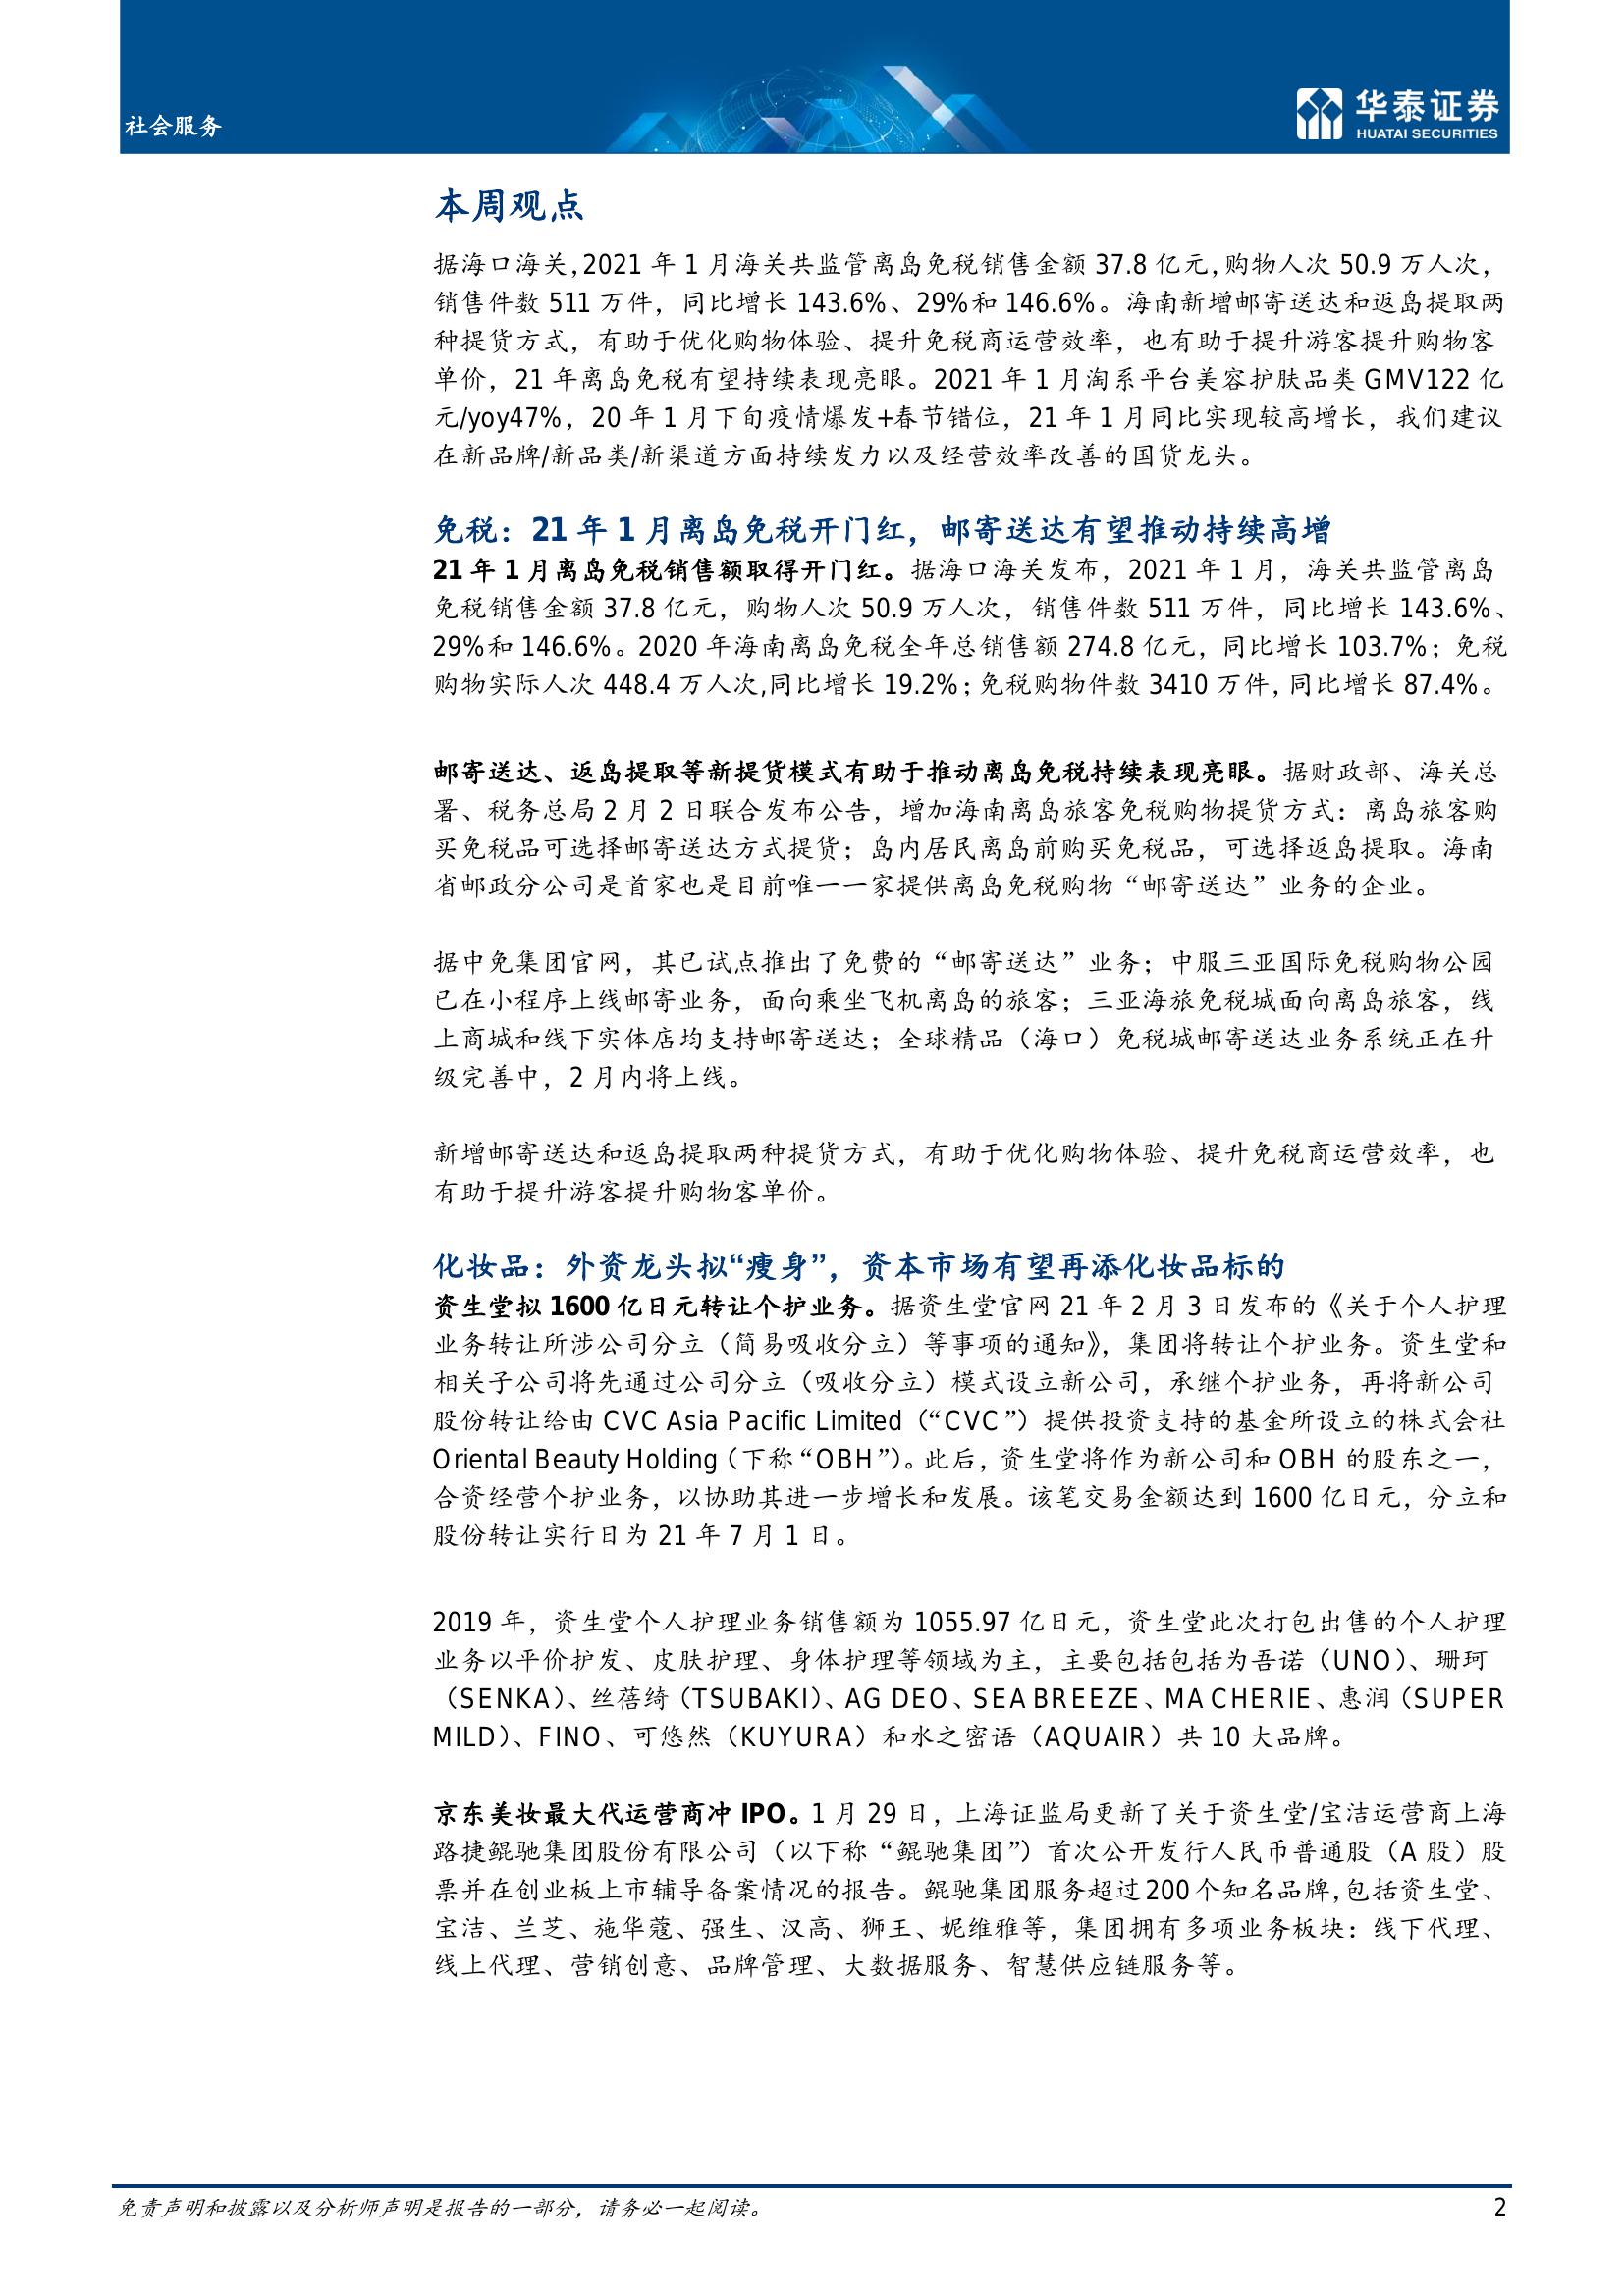 社会服务
华泰证券
HUATAI SECURITIES
本周观点
据海口海关,2021 年 1 月海关共监管离岛免税销售金额 37.8 亿元,购物人次 50.9 万人次，
销售件数 511 万件，同比增长 143.6%、29%和 146.6%。海南新增邮寄送达和返岛提取两
种提货方式，有助于优化购物体验、提升免税商运营效率，也有助于提升游客提升购物客
单价，21 年离岛免税有望持续表现亮眼。2021 年 1 月淘系平台美容护肤品类 GMV122 亿
元/yoy47%，20 年 1 月下旬疫情爆发+春节错位，21 年 1 月同比实现较高增长，我们建议
在新品牌/新品类/新渠道方面持续发力以及经营效率改善的国货龙头。
免税：21 年 1 月离岛免税开门红，邮寄送达有望推动持续高增
21 年 1 月离岛免税销售额取得开门红。据海口海关发布，2021 年 1 月，海关共监管离岛
免税销售金额 37.8 亿元，购物人次 50.9 万人次，销售件数 511 万件，同比增长 143.6%、
29%和 146.6%。2020 年海南离岛免税全年总销售额 274.8 亿元，同比增长 103.7%；免税
购物实际人次 448.4 万人次,同比增长 19.2%；免税购物件数 3410 万件，同比增长 87.4%。
邮寄送达、返岛提取等新提货模式有助于推动离岛免税持续表现亮眼。据财政部、海关总
署、税务总局 2 月 2 日联合发布公告，增加海南离岛旅客免税购物提货方式：离岛旅客购
买免税品可选择邮寄送达方式提货；岛内居民离岛前购买免税品，可选择返岛提取。海南
省邮政分公司是首家也是目前唯一一家提供离岛免税购物“邮寄送达”业务的企业。
据中免集团官网，其已试点推出了免费的“邮寄送达”业务；中服三亚国际免税购物公园
已在小程序上线邮寄业务，面向乘坐飞机离岛的旅客；三亚海旅免税城面向离岛旅客，线
上商城和线下实体店均支持邮寄送达；全球精品（海口）免税城邮寄送达业务系统正在升
级完善中，2 月内将上线。
新增邮寄送达和返岛提取两种提货方式，有助于优化购物体验、提升免税商运营效率，也
有助于提升游客提升购物客单价。
化妆品：外资龙头拟“瘦身”，资本市场有望再添化妆品标的
资生堂拟 1600 亿日元转让个护业务。据资生堂官网 21 年 2 月 3 日发布的《关于个人护理
业务转让所涉公司分立（简易吸收分立）等事项的通知》，集团将转让个护业务。资生堂和
相关子公司将先通过公司分立（吸收分立）模式设立新公司，承继个护业务，再将新公司
股份转让给由 CVC Asia Pacific Limited（“CVC”）提供投资支持的基金所设立的株式会社
Oriental Beauty Holding（下称“OBH”）。此后，资生堂将作为新公司和 OBH 的股东之一，
合资经营个护业务，以协助其进一步增长和发展。该笔交易金额达到 1600 亿日元，分立和
股份转让实行日为 21 年 7 月 1 日。
2019 年，资生堂个人护理业务销售额为 1055.97 亿日元，资生堂此次打包出售的个人护理
业务以平价护发、皮肤护理、身体护理等领域为主，主要包括包括为吾诺（UNO）、珊珂
（SENKA）、丝蓓绮（TSUBAKI）、AG DEO、SEA BREEZE、MA CHERIE、惠润（SUPER
MILD）、FINO、可悠然（KUYURA）和水之密语（AQUAIR）共 10 大品牌。
京东美妆最大代运营商冲 IPO。1 月 29 日，上海证监局更新了关于资生堂/宝洁运营商上海
路捷鲲驰集团股份有限公司（以下称“鲲驰集团”）首次公开发行人民币普通股（A 股）股
票并在创业板上市辅导备案情况的报告。鲲驰集团服务超过 200 个知名品牌,包括资生堂、
宝洁、兰芝、施华蔻、强生、汉高、狮王、妮维雅等，集团拥有多项业务板块：线下代理、
线上代理、营销创意、品牌管理、大数据服务、智慧供应链服务等。
免责声明和披露以及分析师声明是报告的一部分，请务必一起阅读。
2